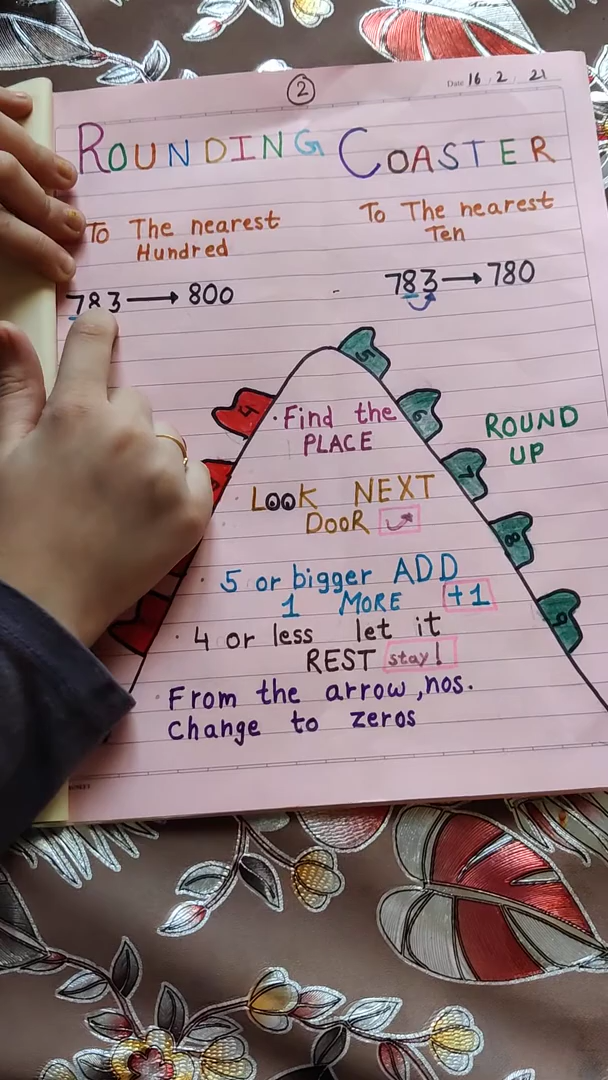 2
Date 16 . 2 . 21
ROUNDING COASTER
To The nearest
Hundred
To The nearest
Ten
783 → 800
783 → 780
5
4
Find the
PLACE
6
ROUND
UP
7
LOOK NEXT
DOOR
8
5 or bigger ADD
1 MORE +1
9
4 or less let it
REST stay!
From the arrow, nos.
Change to zeros